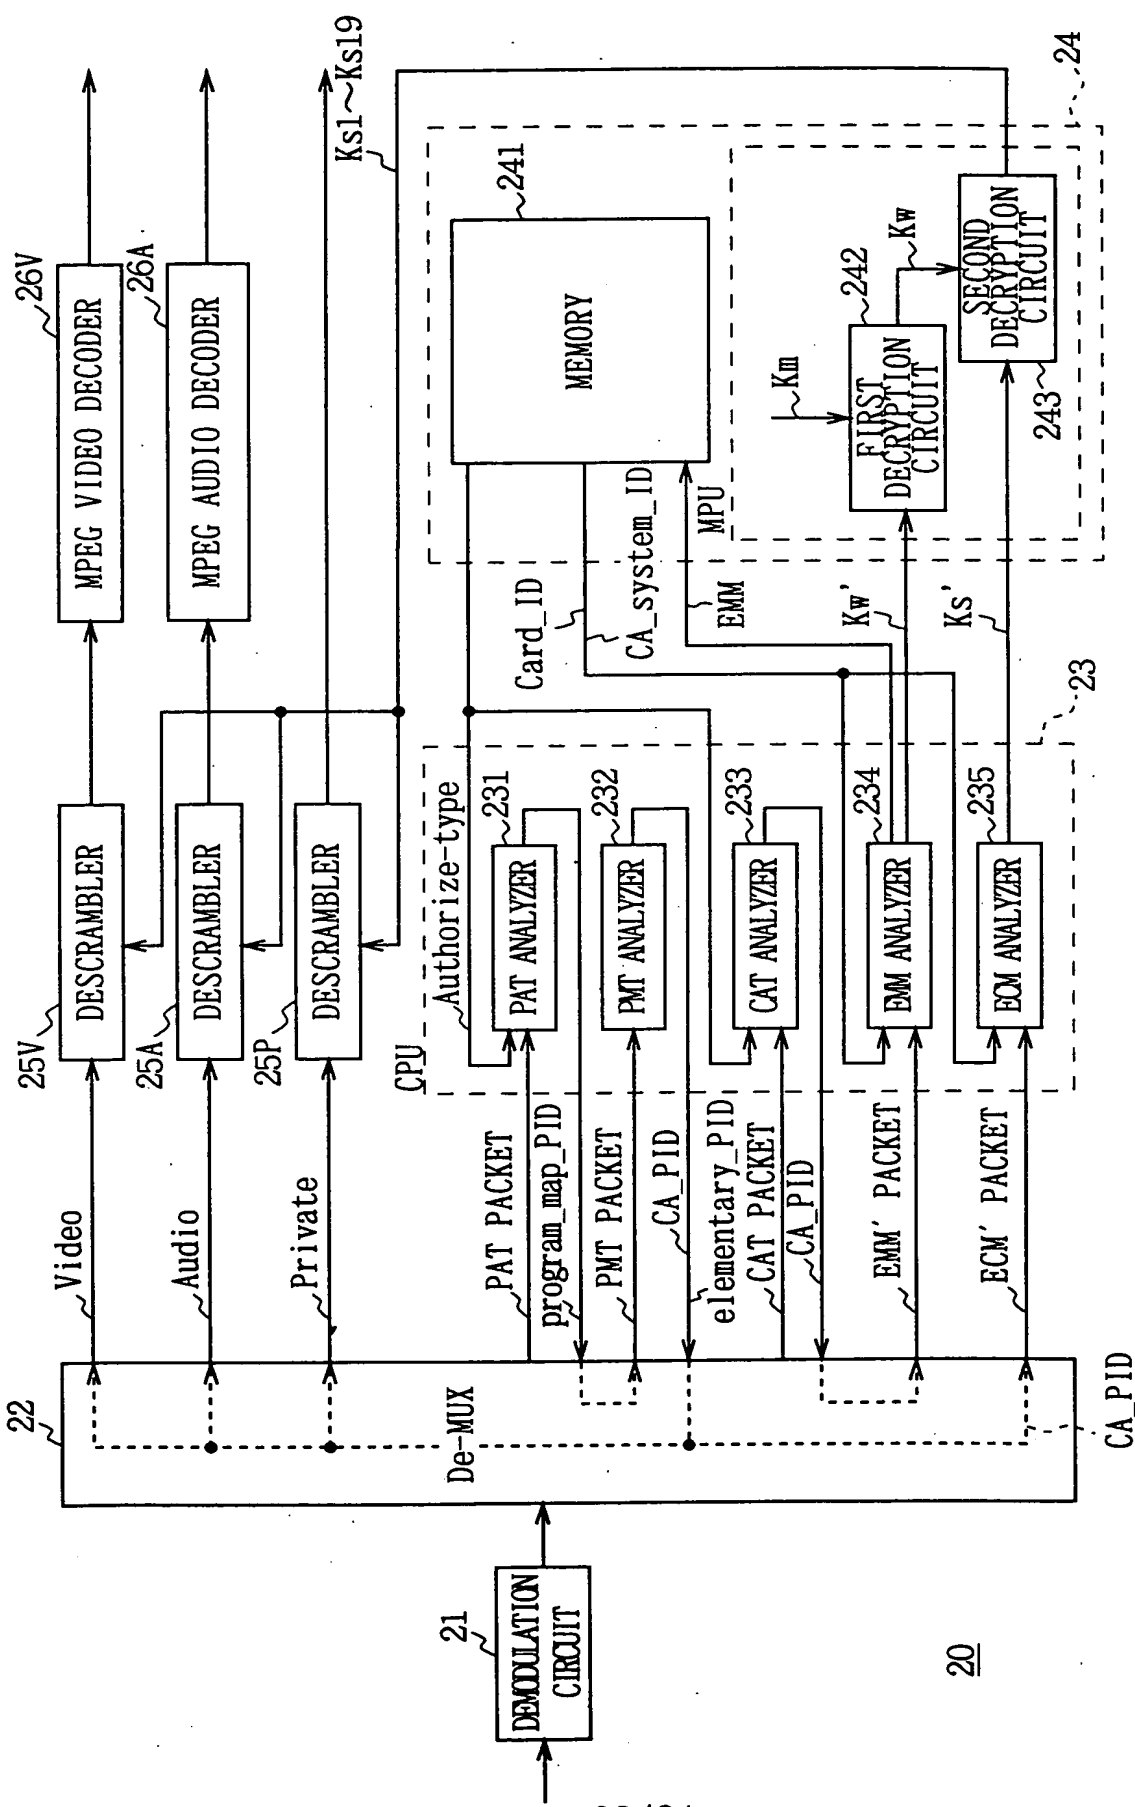 20
21
DEMODULATION
CIRCUIT
22
De-MUX
CA_PID
Video
Audio
Private
PAT PACKET
program_map_PID
PMT PACKET
CA_PID
elementary_PID
CAT PACKET
CA_PID
EMM' PACKET
ECM' PACKET
25V
DESCRAMBLER
25A
DESCRAMBLER
25P
DESCRAMBLER
CPU
Authorize-type
231
PAT ANALYZER
232
PMT ANALYZER
233
CAT ANALYZER
234
EMM ANALYZER
235
ECM ANALYZER
23
26V
MPEG VIDEO DECODER
26A
MPEG AUDIO DECODER
Ks1~Ks19
Card_ID
CA_system_ID
EMM
Kw'
Ks'
MPU
241
MEMORY
Km
242
FIRST
DECRYPTION
CIRCUIT
Kw
243
SECOND
DECRYPTION
CIRCUIT
24